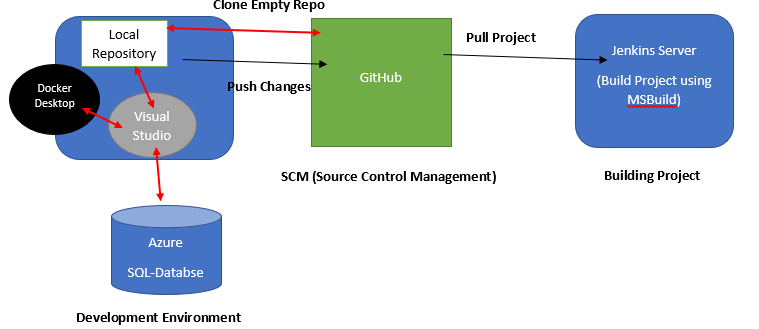 Clone Empty Repo
Local
Repository
Docker
Desktop
Visual
Studio
Push Changes
GitHub
Pull Project
Jenkins Server
(Build Project using
MSBuild)
SCM (Source Control Management)
Building Project
Azure
SQL-Databse
Development Environment